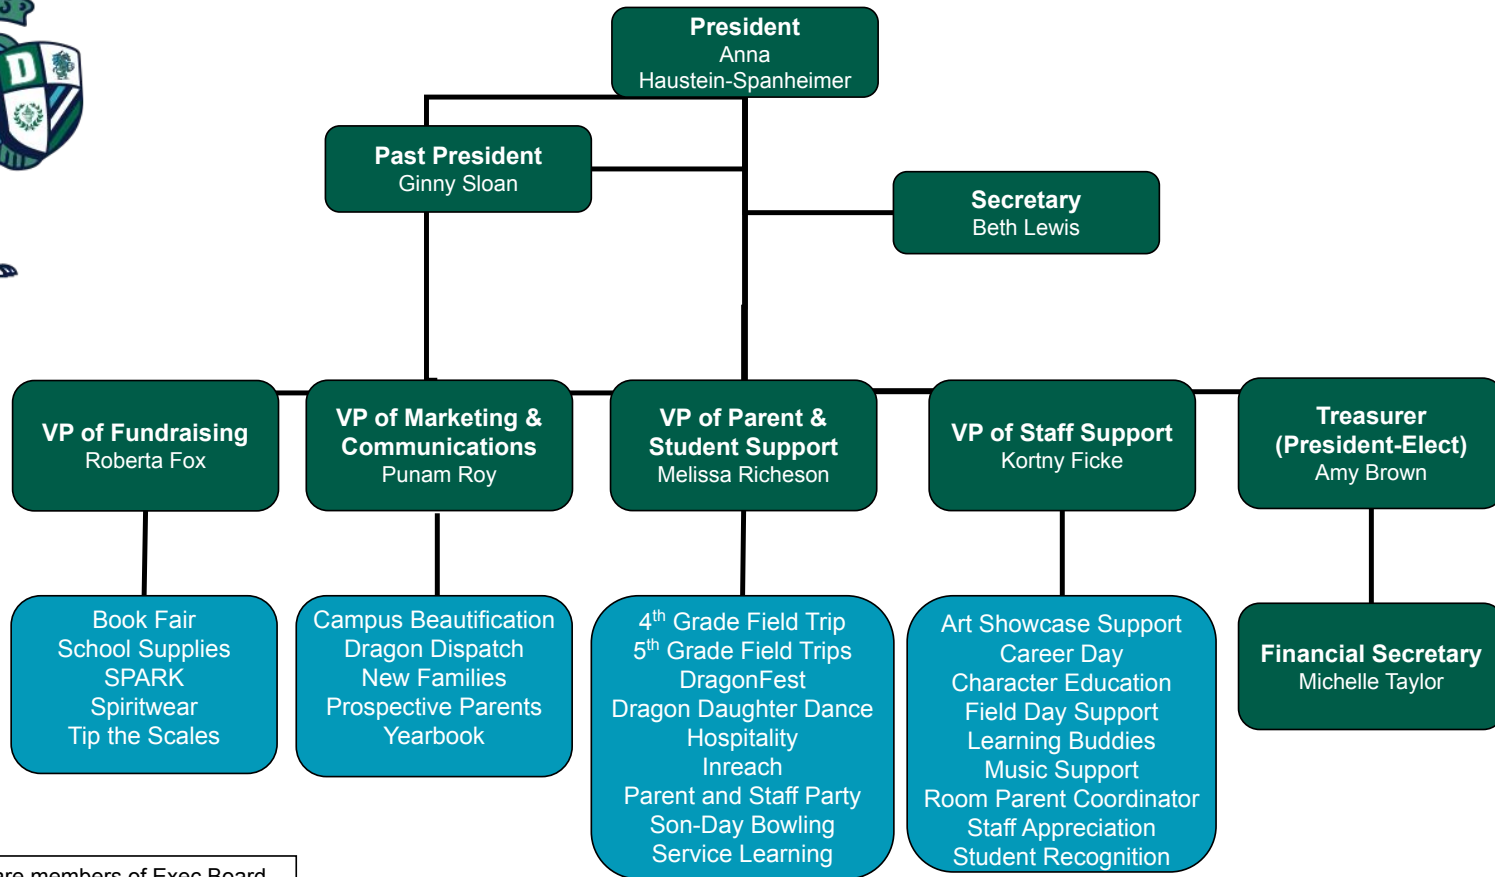 President
Anna
Haustein-Spanheimer
D
Past President
Ginny Sloan
Secretary
Beth Lewis
VP of Fundraising
Roberta Fox
VP of Marketing &
Communications
Punam Roy
VP of Parent &
Student Support
Melissa Richeson
VP of Staff Support
Kortny Ficke
Treasurer
(President-Elect)
Amy Brown
Book Fair
School Supplies
SPARK
Spiritwear
Tip the Scales
Campus Beautification
Dragon Dispatch
New Families
Prospective Parents
Yearbook
4th Grade Field Trip
5th Grade Field Trips
DragonFest
Dragon Daughter Dance
Hospitality
Inreach
Parent and Staff Party
Son-Day Bowling
Service Learning
Art Showcase Support
Career Day
Character Education
Field Day Support
Learning Buddies
Music Support
Room Parent Coordinator
Staff Appreciation
Student Recognition
Financial Secretary
Michelle Taylor
are members of Exec Board